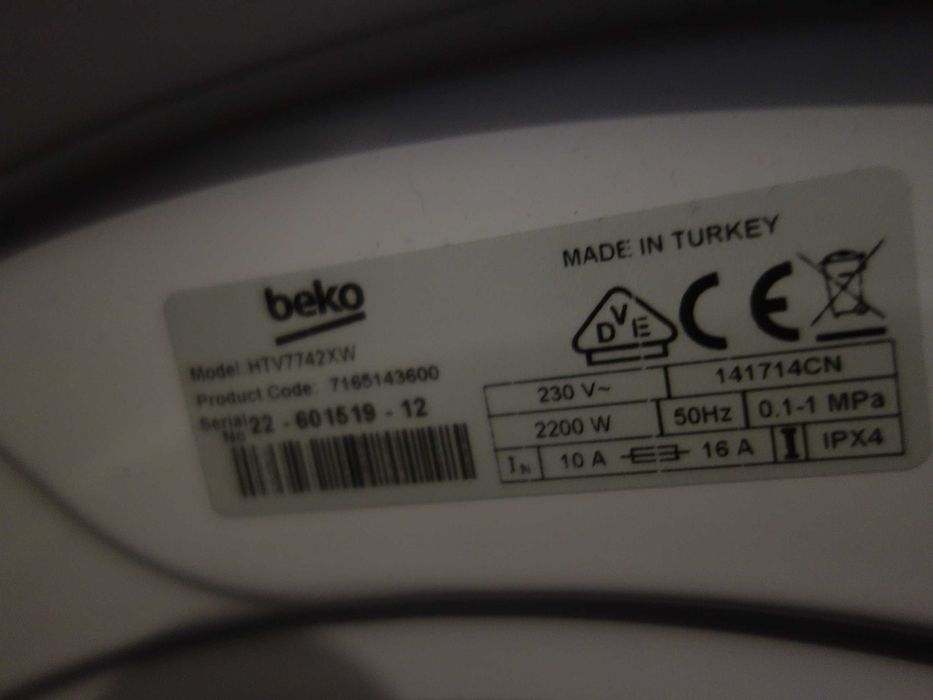 beko
Model: HTV7742XW
Product Code: 7165143600
Serial No 22 - 601519 - 12
MADE IN TURKEY
DVE
CE
230 V~ 141714CN
2200 W 50Hz 0.1-1 MPa
IN 10 A 16 A I IPX4